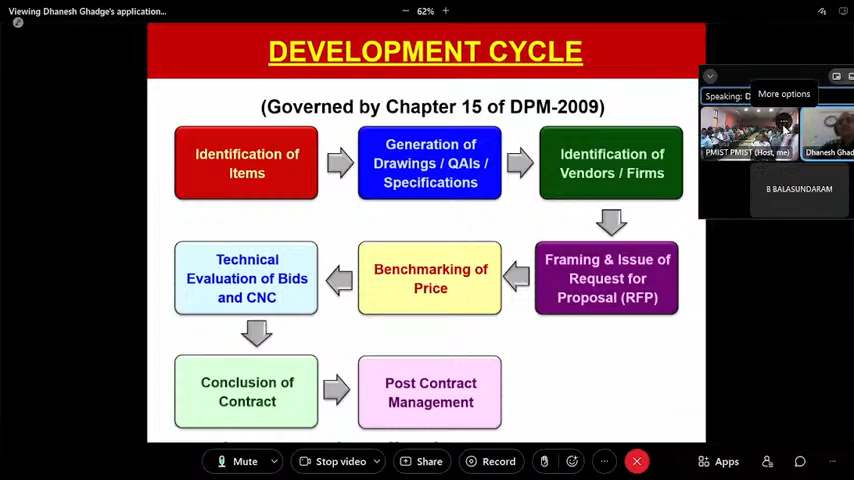 Viewing Dhanesh Ghadge's application...
62%
DEVELOPMENT CYCLE
(Governed by Chapter 15 of DPM-2009)
Identification of
Items
Generation of
Drawings / QAIs /
Specifications
Identification of
Vendors / Firms
Framing & Issue of
Request for
Proposal (RFP)
Benchmarking of
Price
Technical
Evaluation of Bids
and CNC
Conclusion of
Contract
Post Contract
Management
Speaking: D
More options
PMIST PMIST (Host, me)
Dhanesh Ghad
B BALASUNDARAM
Mute
Stop video
Share
Record
Apps